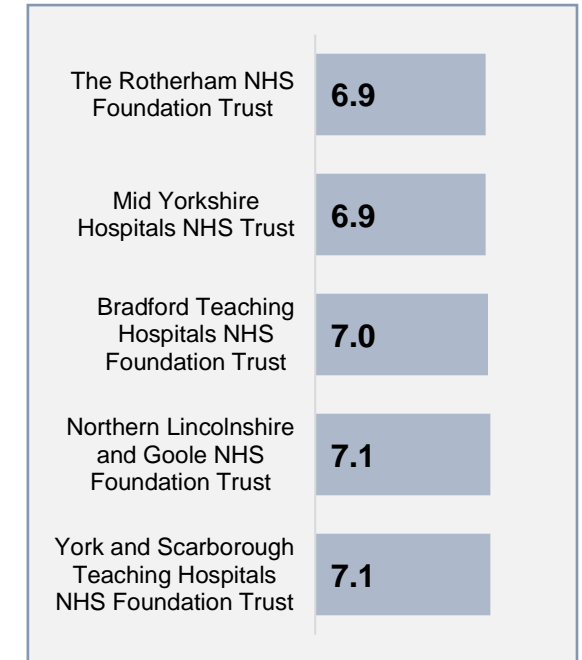 The Rotherham NHS
Foundation Trust
6.9
Mid Yorkshire
Hospitals NHS Trust
6.9
Bradford Teaching
Hospitals NHS
Foundation Trust
7.0
Northern Lincolnshire
and Goole NHS
Foundation Trust
7.1
York and Scarborough
Teaching Hospitals
NHS Foundation Trust
7.1